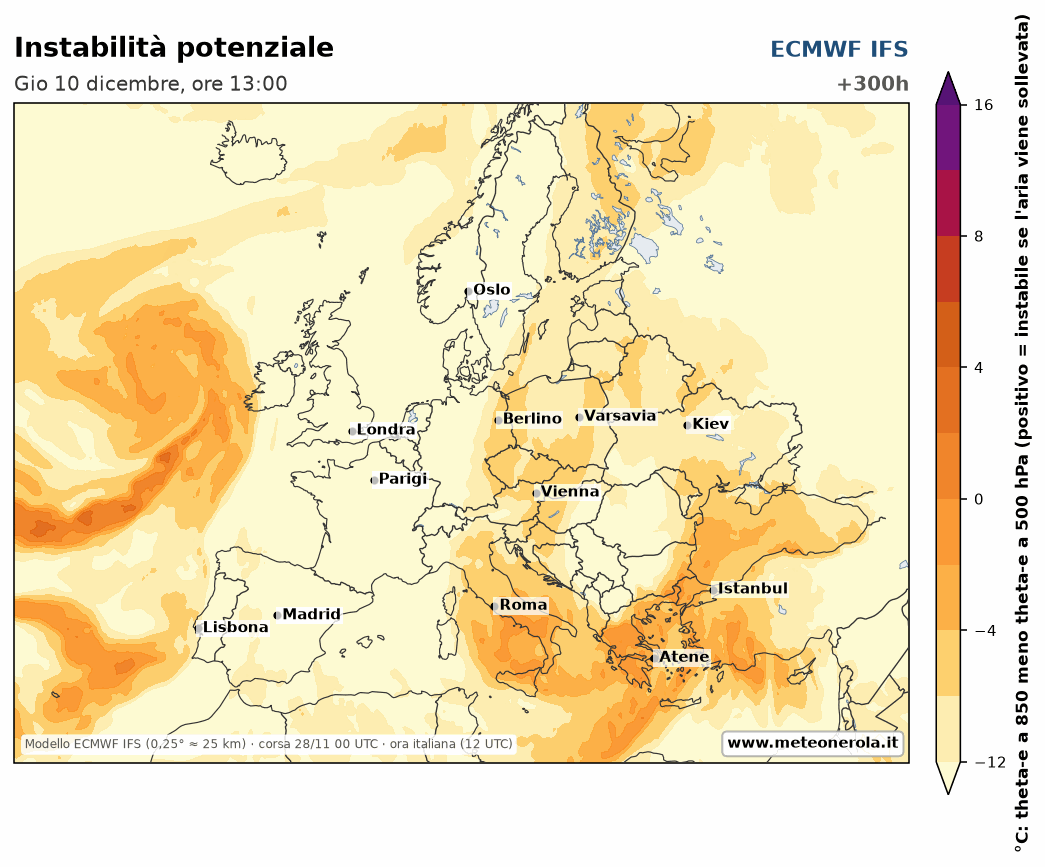 Instabilità potenziale
ECMWF IFS
Gio 10 dicembre, ore 13:00
+300h
Oslo
Berlino
Varsavia
Kiev
Londra
Parigi
Vienna
Istanbul
Roma
Madrid
Lisbona
Atene
Modello ECMWF IFS (0,25° ≈ 25 km) · corsa 28/11 00 UTC · ora italiana (12 UTC)
www.meteonerola.it
16
8
4
0
−4
−12
°C: theta-e a 850 meno theta-e a 500 hPa (positivo = instabile se l'aria viene sollevata)